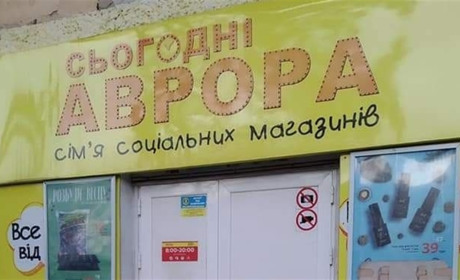 СЬОГОДНІ
АВРОРА
сім'я соціальних магазинів
Все
від
8:00-20:00
39